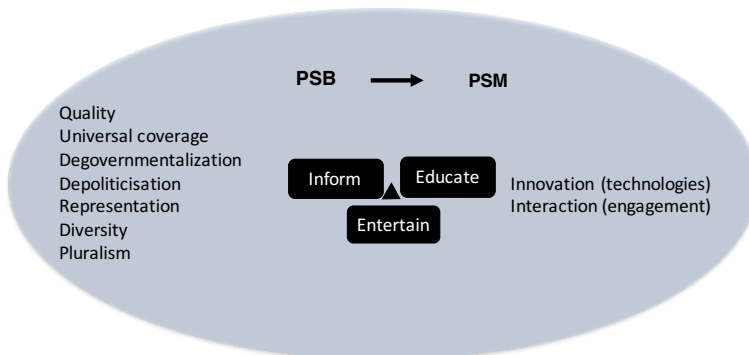 PSB PSM
Quality
Universal coverage
Degovernmentalization
Depoliticisation
Representation
Diversity
Pluralism
Inform Educate
Entertain
Innovation (technologies)
Interaction (engagement)